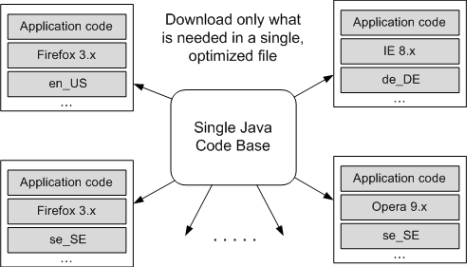 Application code
Firefox 3.x
en_US
...
Download only what
is needed in a single,
optimized file
Application code
IE 8.x
de_DE
...
Single Java
Code Base
Application code
Firefox 3.x
se_SE
...
.....
Application code
Opera 9.x
se_SE
...